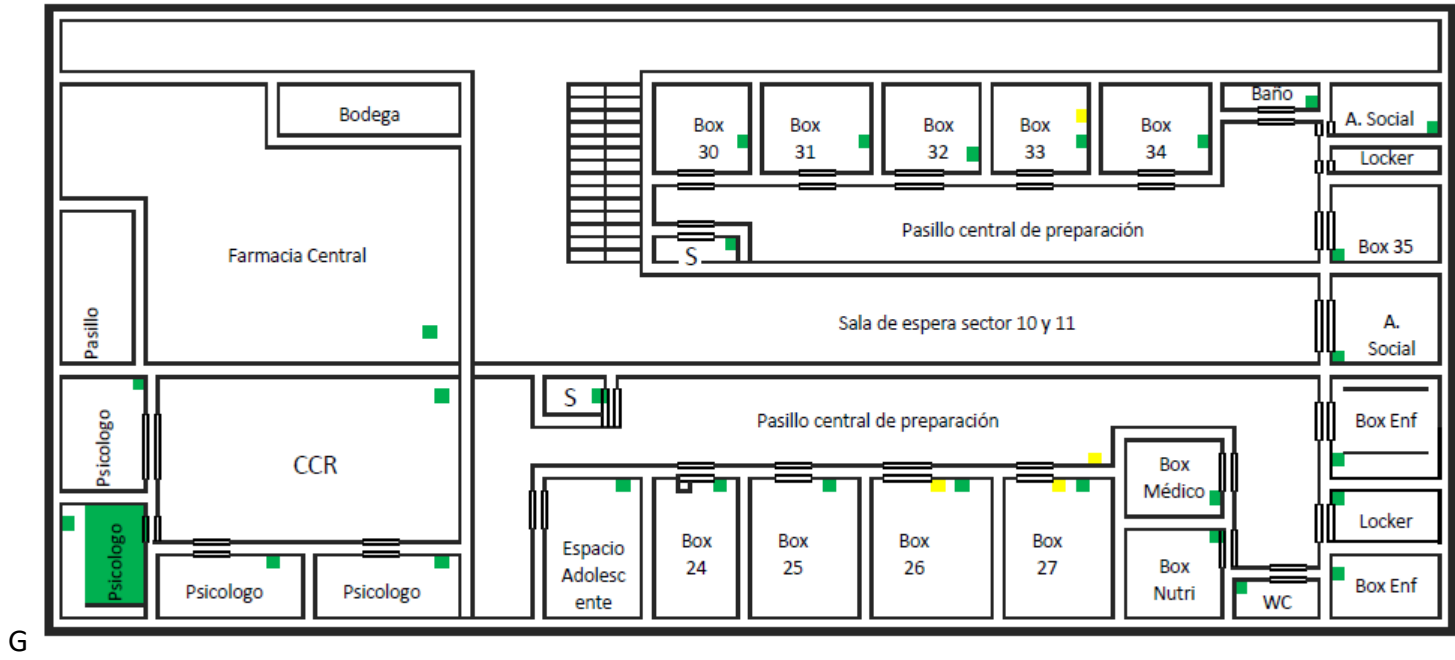 Bodega
Baño
Box
30
Box
31
Box
32
Box
33
Box
34
A. Social
Locker
Pasillo central de preparación
Farmacia Central
S
Box 35
Pasillo
Sala de espera sector 10 y 11
A.
Social
S
Pasillo central de preparación
Box Enf
Psicologo
CCR
Box
Médico
Locker
Psicologo
Espacio
Adolesc
ente
Box
24
Box
25
Box
26
Box
27
Box
Nutri
Box Enf
Psicologo
Psicologo
WC
G